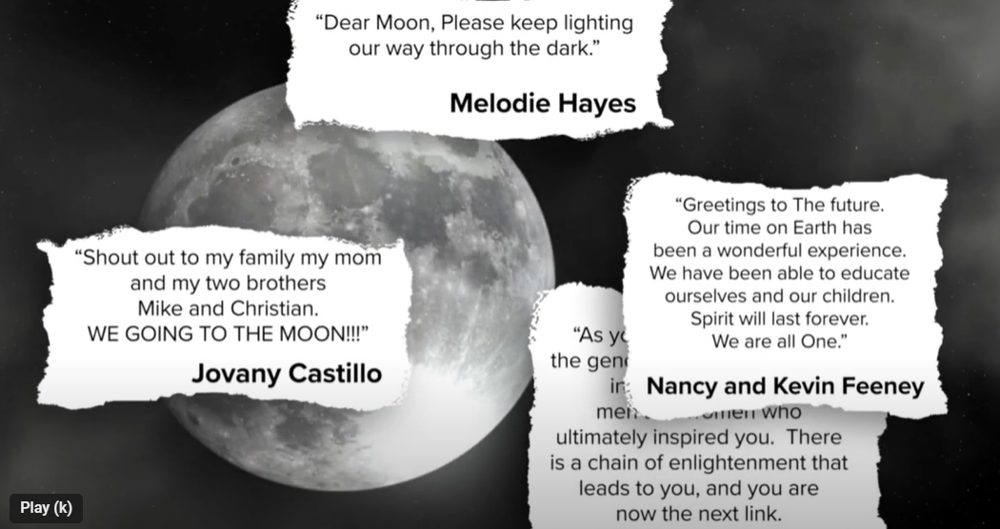 “Dear Moon, Please keep lighting
our way through the dark.”
Melodie Hayes
“Shout out to my family my mom
and my two brothers
Mike and Christian.
WE GOING TO THE MOON!!!”
Jovany Castillo
“Greetings to The future.
Our time on Earth has
been a wonderful experience.
We have been able to educate
ourselves and our children.
Spirit will last forever.
We are all One.”
Nancy and Kevin Feeney
“As
the
who
ultimately inspired you. There
is a chain of enlightenment that
leads to you, and you are
now the next link.
Play (k)